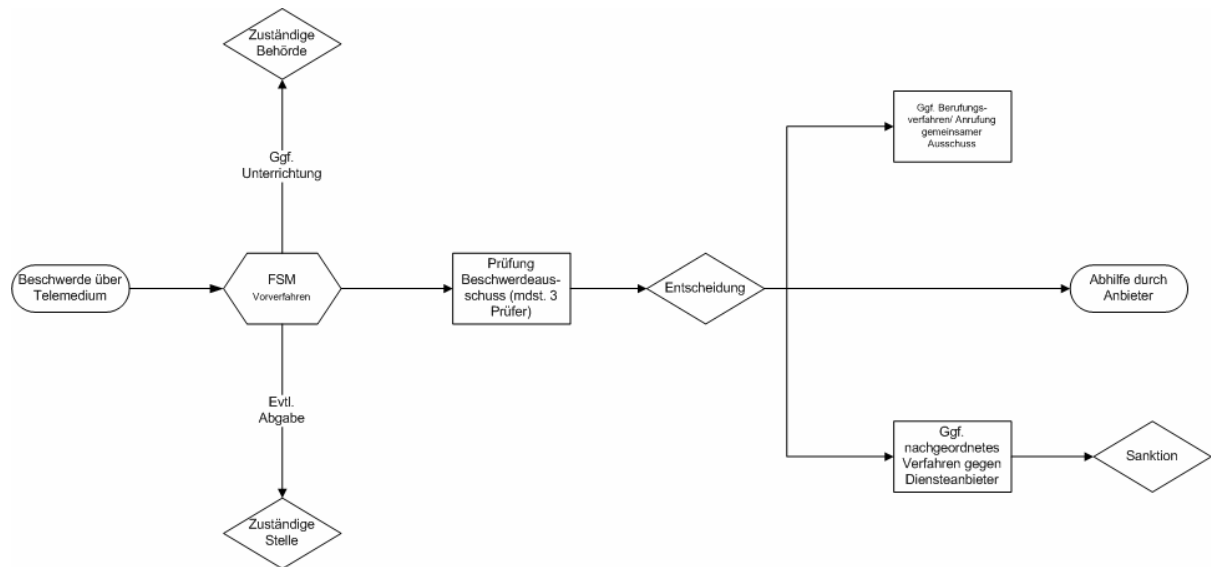 Zuständige
Behörde
Ggf.
Unterrichtung
Beschwerde über
Telemedium
FSM
Vorverfahren
Evtl.
Abgabe
Zuständige
Stelle
Prüfung
Beschwerdeaus-
schuss (mdst. 3
Prüfer)
Entscheidung
Ggf. Berufungs-
verfahren/ Anrufung
gemeinsamer
Ausschuss
Abhilfe durch
Anbieter
Ggf.
nachgeordnetes
Verfahren gegen
Diensteanbieter
Sanktion